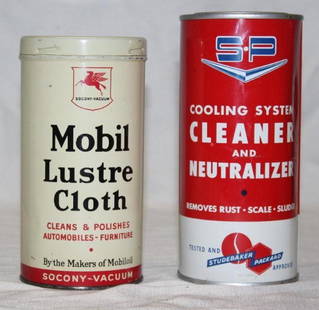 SOCONY-VACUUM
Mobil
Lustre
Cloth
CLEANS & POLISHES
AUTOMOBILES - FURNITURE
By the Makers of Mobiloil
SOCONY-VACUUM
S·P
COOLING SYSTEM
CLEANER
AND
NEUTRALIZER
REMOVES RUST · SCALE · SLUDGE
TESTED AND
STUDEBAKER PACKARD
APPROVED